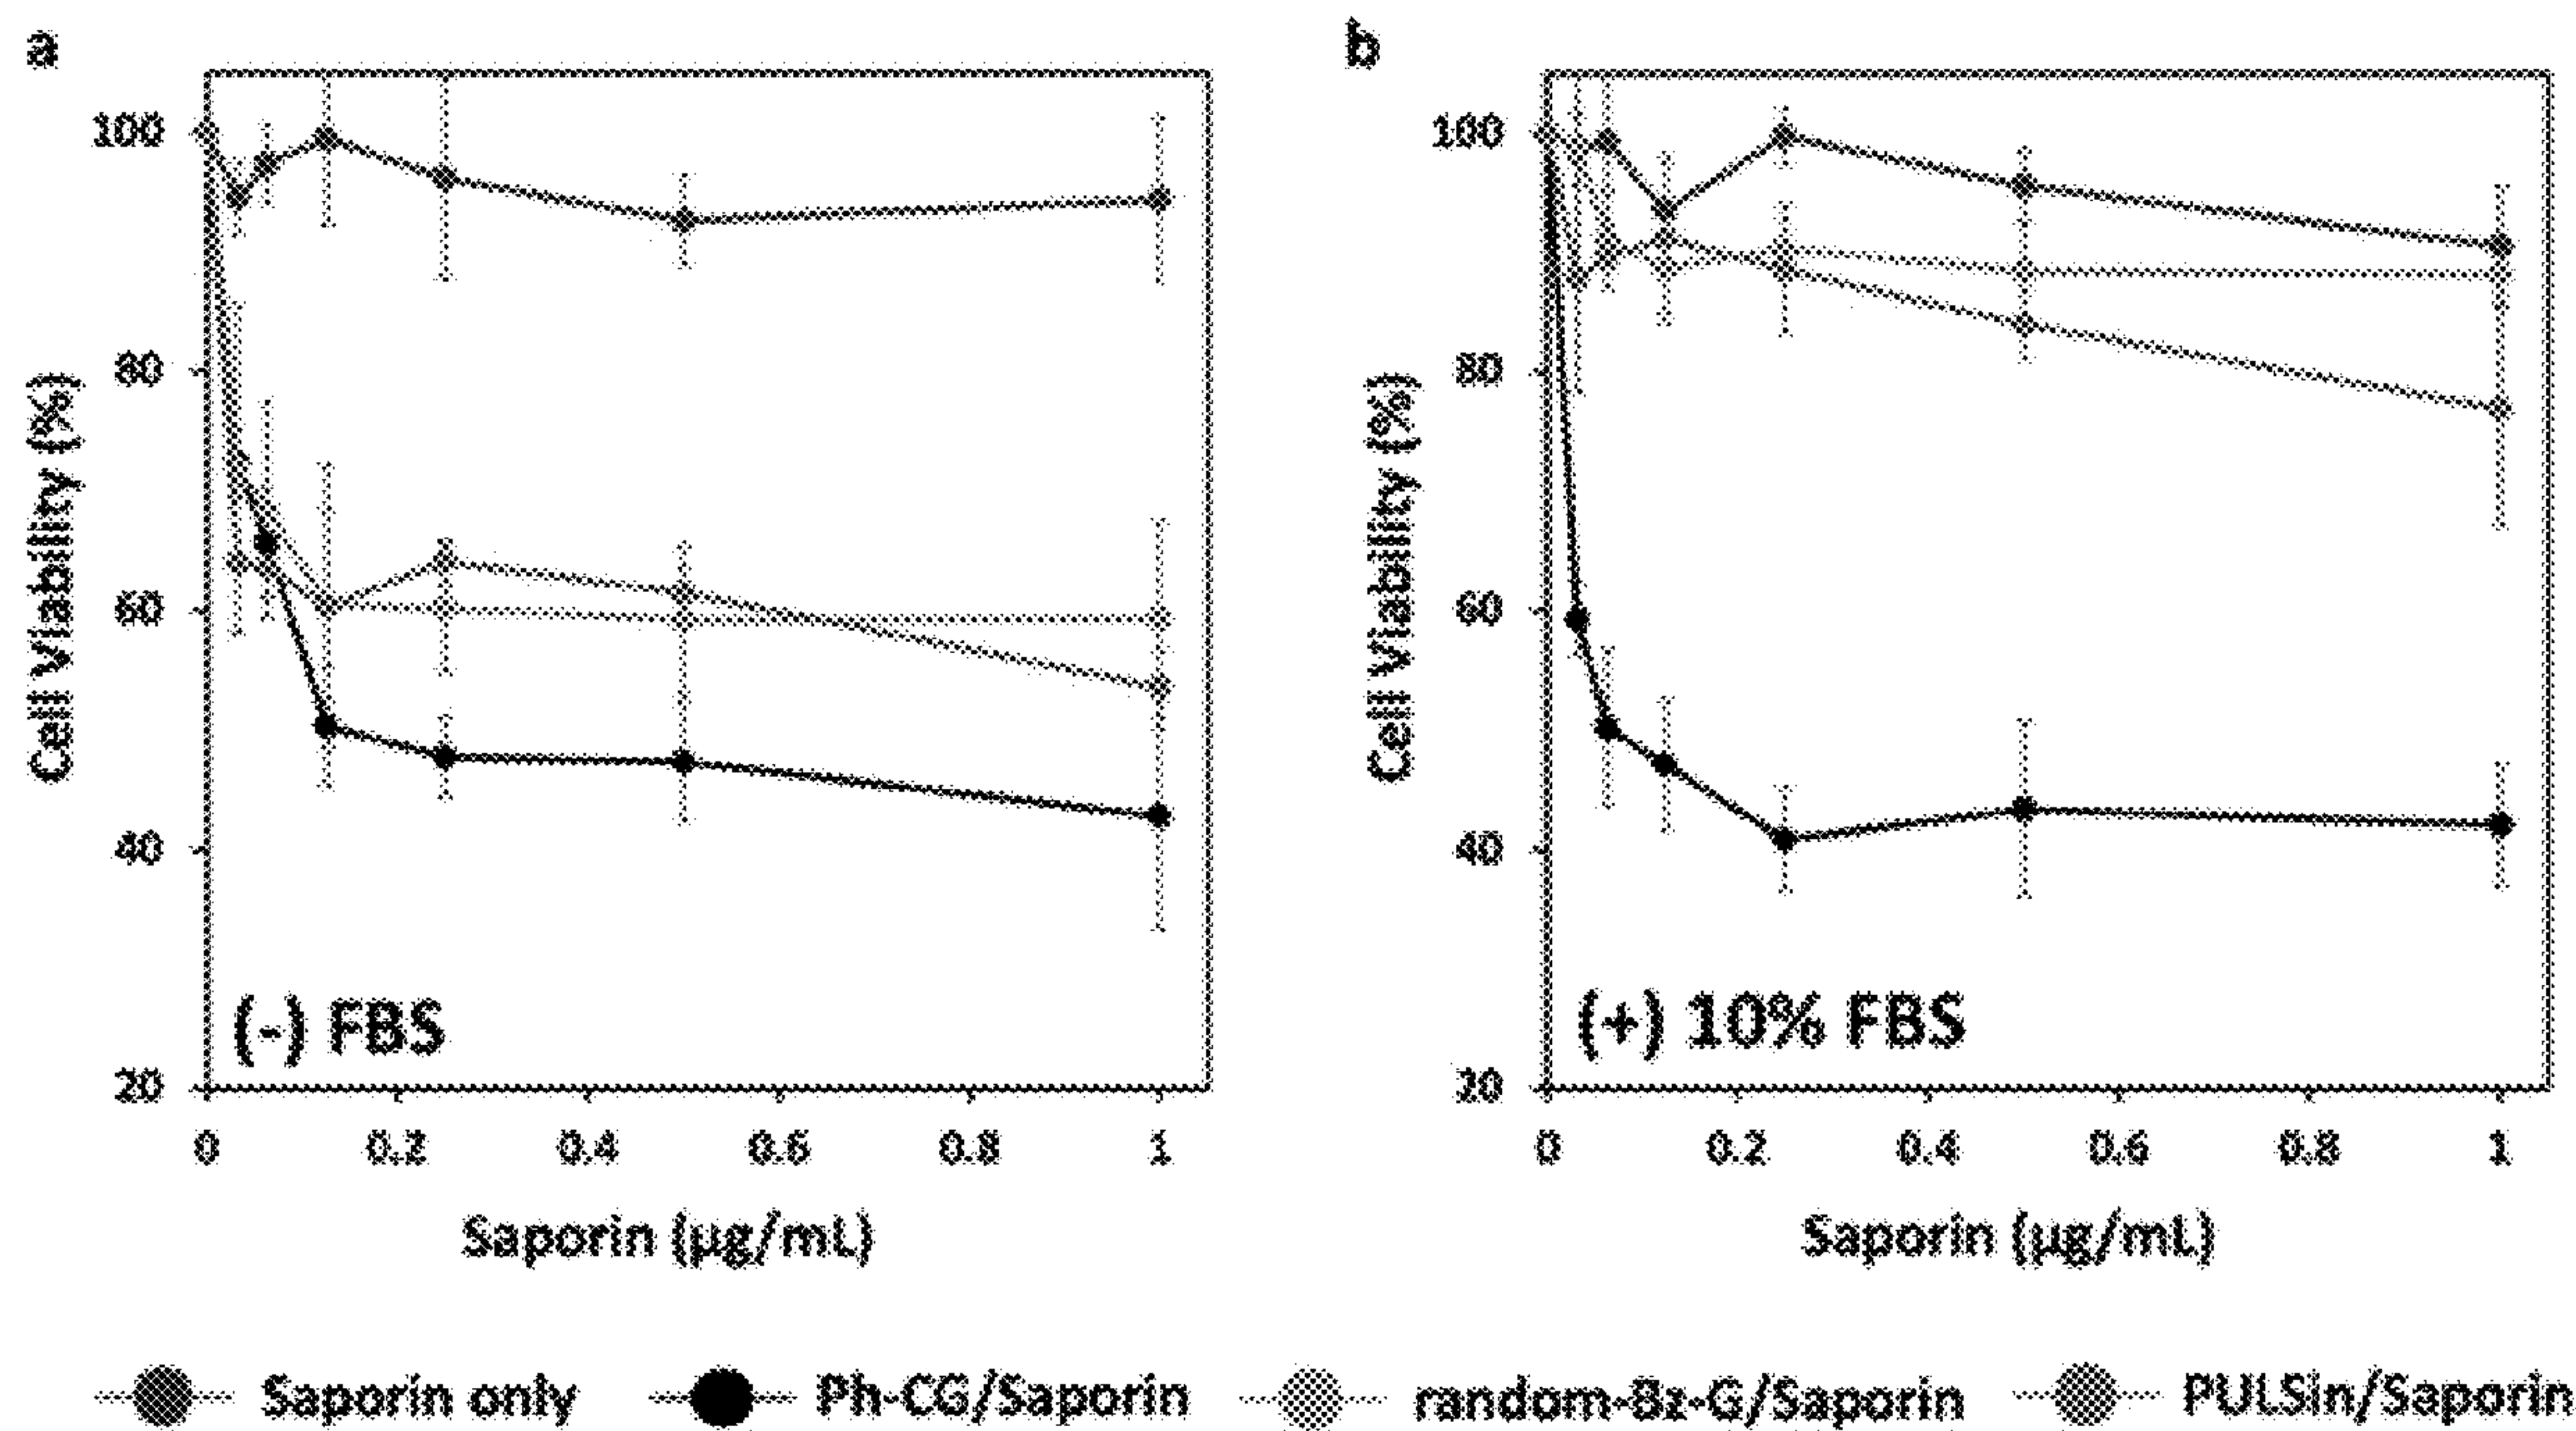 a
100
80
60
40
20
Cell Viability (%)
(-) FBS
0 0.2 0.4 0.6 0.8 1
Saporin (µg/mL)
b
100
80
60
40
20
Cell Viability (%)
(+) 10% FBS
0 0.2 0.4 0.6 0.8 1
Saporin (µg/mL)
Saporin only Ph-CG/Saporin random-Bz-G/Saporin PULSin/Saporin